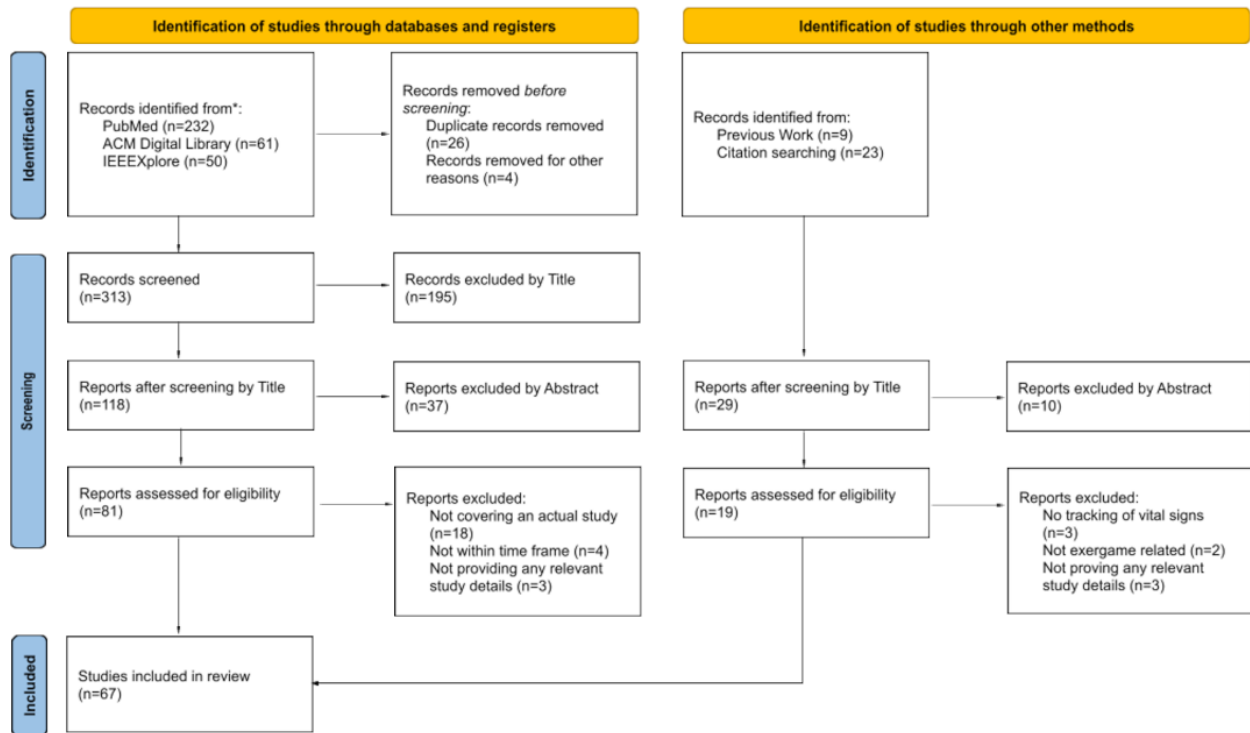 Identification of studies through databases and registers
Identification of studies through other methods
Identification
Records identified from*:
PubMed (n=232)
ACM Digital Library (n=61)
IEEEXplore (n=50)
Records removed before
screening:
Duplicate records removed
(n=26)
Records removed for other
reasons (n=4)
Records identified from:
Previous Work (n=9)
Citation searching (n=23)
Screening
Records screened
(n=313)
Records excluded by Title
(n=195)
Reports after screening by Title
(n=118)
Reports excluded by Abstract
(n=37)
Reports after screening by Title
(n=29)
Reports excluded by Abstract
(n=10)
Reports assessed for eligibility
(n=81)
Reports excluded:
Not covering an actual study
(n=18)
Not within time frame (n=4)
Not providing any relevant
study details (n=3)
Reports assessed for eligibility
(n=19)
Reports excluded:
No tracking of vital signs
(n=3)
Not exergame related (n=2)
Not proving any relevant
study details (n=3)
Included
Studies included in review
(n=67)